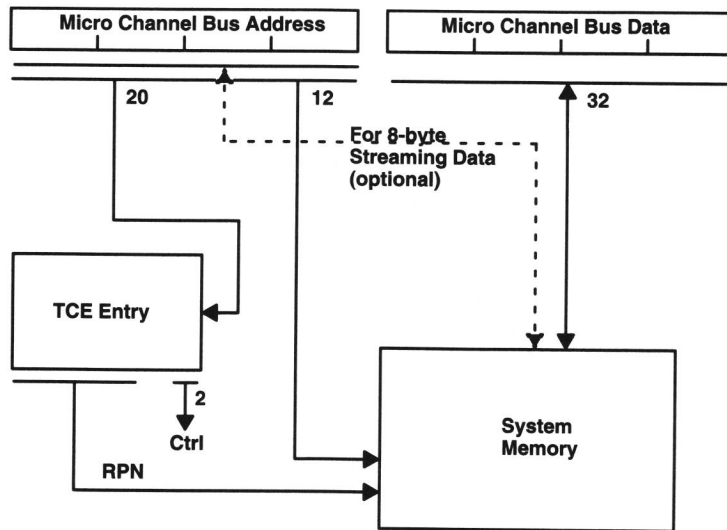 Micro Channel Bus Address
Micro Channel Bus Data
20
12
32
For 8-byte
Streaming Data
(optional)
TCE Entry
2
Ctrl
System
Memory
RPN